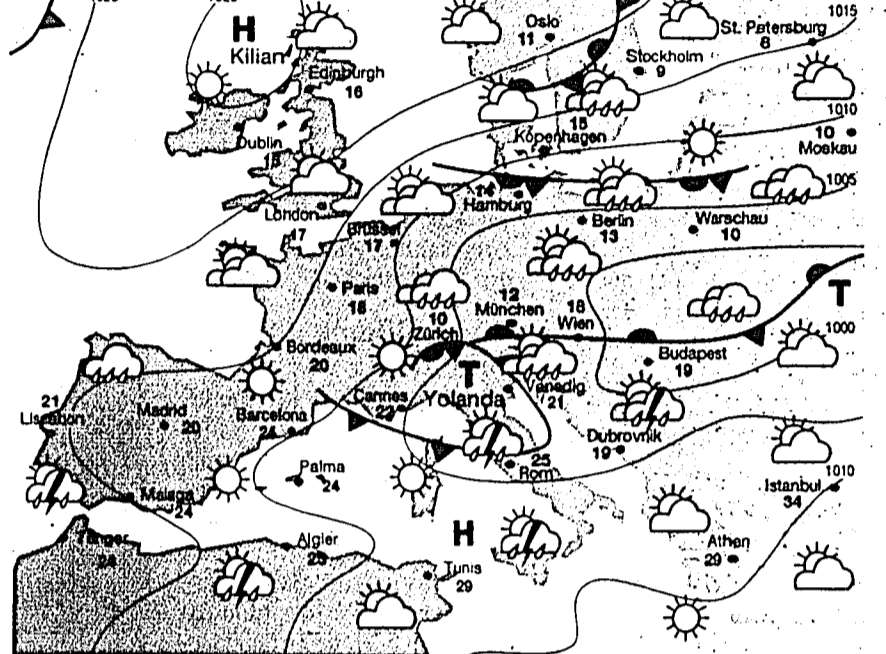 1015
H
Kilian
Oslo
11
St. Petersburg
8
Stockholm
9
Edinburgh
16
1010
10
Moskau
15
Kopenhagen
Dublin
15
1005
14
Hamburg
London
17
Berlin
13
Warschau
10
Brüssel
17
Paris
18
T
12
München
18
Wien
10
Zürich
1000
Bordeaux
20
Budapest
19
T
Yolanda
Venedig
21
Cannes
23
21
Lissabon
Madrid
20
Barcelona
24
Dubrovnik
19
25
Rom
Palma
24
1010
Istanbul
34
Malaga
24
H
Athen
29
Tanger
24
Algier
25
Tunis
29